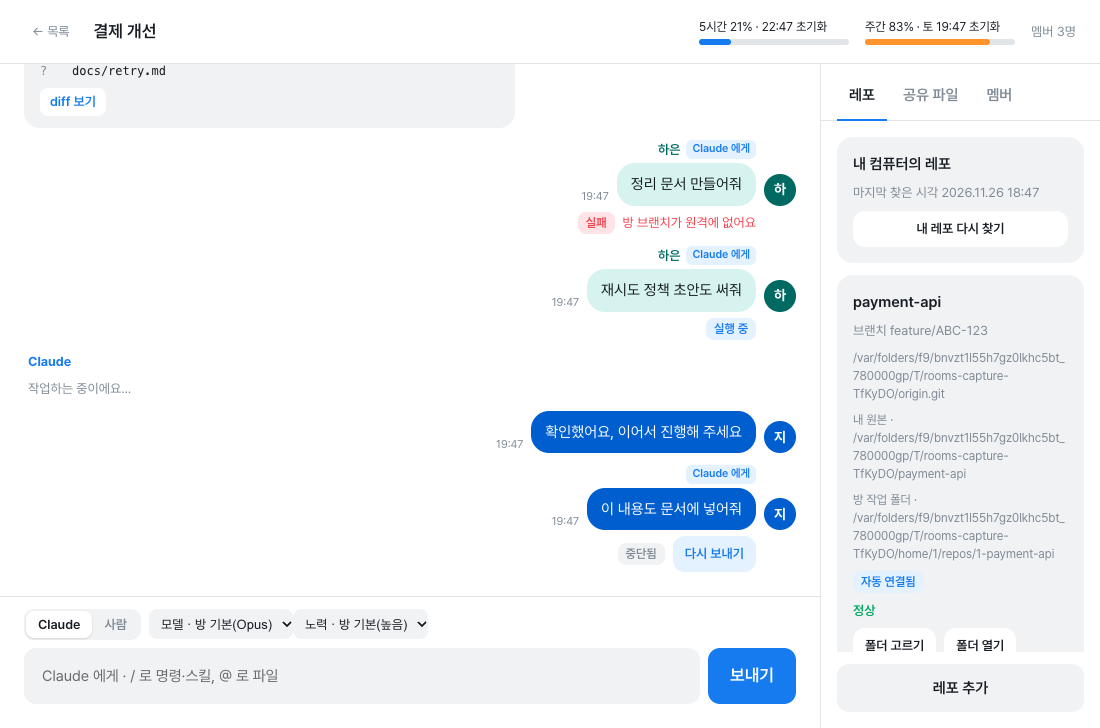 ← 목록
결제 개선
5시간 21% · 22:47 초기화
주간 83% · 토 19:47 초기화
멤버 3명
? docs/retry.md
diff 보기
하은 Claude 에게
정리 문서 만들어줘
19:47
하
실패 방 브랜치가 원격에 없어요
하은 Claude 에게
재시도 정책 초안도 써줘
19:47
하
실행 중
Claude
작업하는 중이에요...
확인했어요, 이어서 진행해 주세요
19:47
지
Claude 에게
이 내용도 문서에 넣어줘
19:47
지
중단됨 다시 보내기
Claude 사람 모델 · 방 기본(Opus) 노력 · 방 기본(높음)
Claude 에게 · / 로 명령·스킬, @ 로 파일
보내기
레포 공유 파일 멤버
내 컴퓨터의 레포
마지막 찾은 시각 2026.11.26 18:47
내 레포 다시 찾기
payment-api
브랜치 feature/ABC-123
/var/folders/f9/bnvzt1l55h7gz0lkhc5bt_
780000gp/T/rooms-capture-
TfKyDO/origin.git
내 원본 ·
/var/folders/f9/bnvzt1l55h7gz0lkhc5bt_
780000gp/T/rooms-capture-
TfKyDO/payment-api
방 작업 폴더 ·
/var/folders/f9/bnvzt1l55h7gz0lkhc5bt_
780000gp/T/rooms-capture-
TfKyDO/home/1/repos/1-payment-api
자동 연결됨
정상
폴더 고르기 폴더 열기
레포 추가